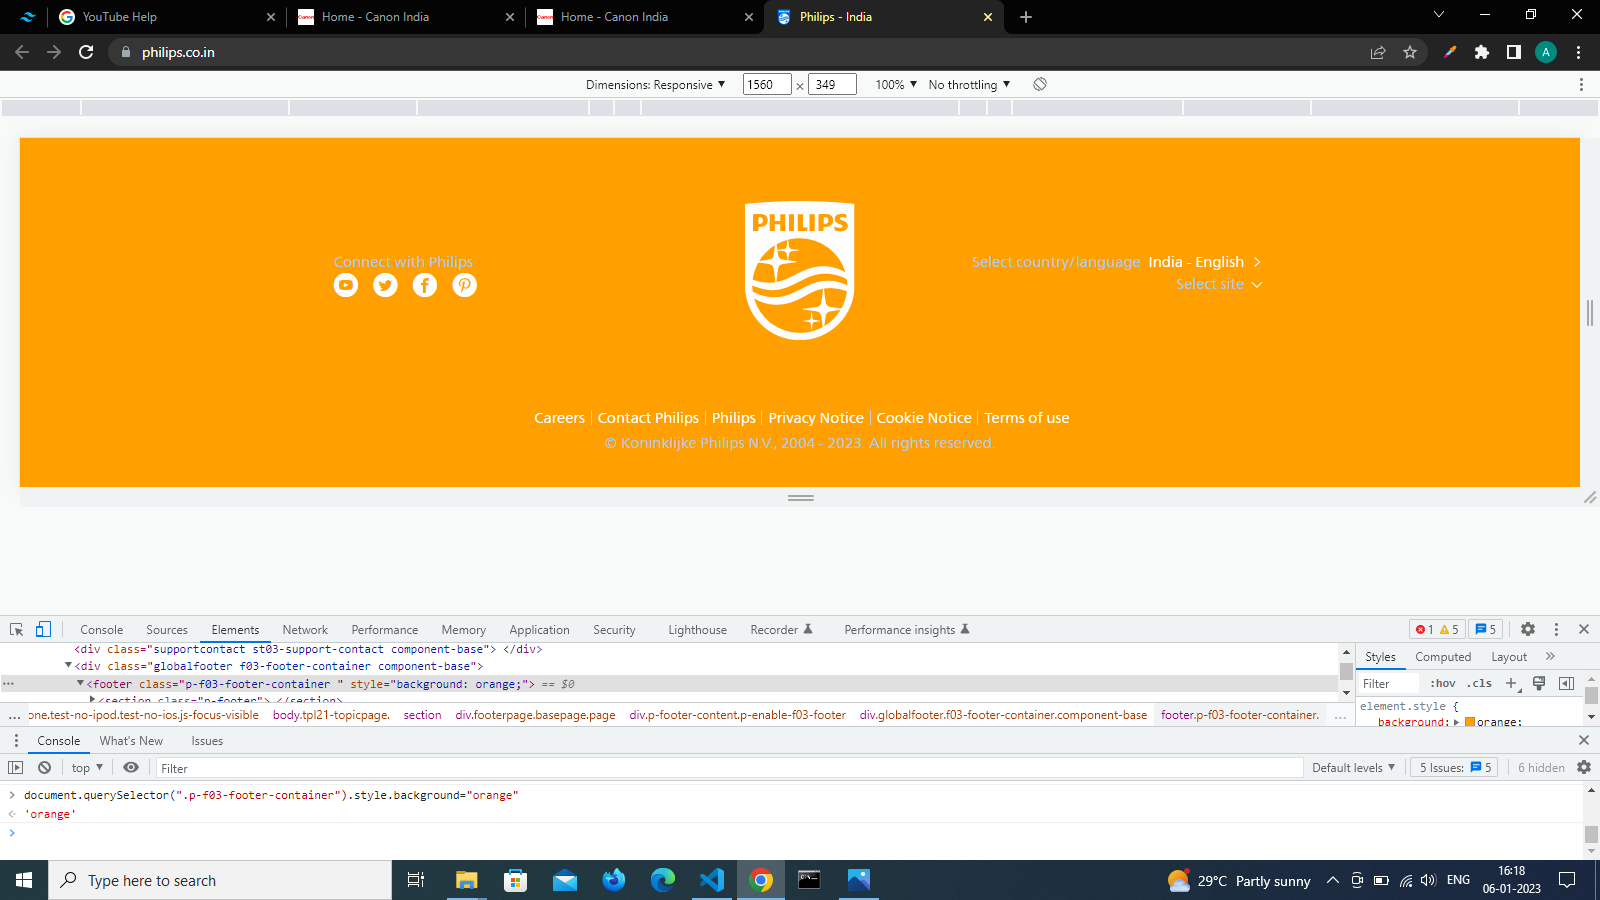 YouTube Help
Home - Canon India
Home - Canon India
Philips - India
philips.co.in
A
Dimensions: Responsive
1560 × 349
100%
No throttling
PHILIPS
Connect with Philips
Select country/language India - English
Select site
Careers Contact Philips Philips Privacy Notice Cookie Notice Terms of use
© Koninklijke Philips N.V., 2004 - 2023. All rights reserved.
Console Sources Elements Network Performance Memory Application Security Lighthouse Recorder Performance insights 1 5 5
<div class="supportcontact st03-support-contact component-base"> </div>
<div class="globalfooter f03-footer-container component-base">
<footer class="p-f03-footer-container " style="background: orange;"> == $0
<section class="p-footer"> </section>
... one.test-no-ipod.test-no-ios.js-focus-visible body.tpl21-topicpage. section div.footerpage.basepage.page div.p-footer-content.p-enable-f03-footer div.globalfooter.f03-footer-container.component-base footer.p-f03-footer-container. ...
Styles Computed Layout
Filter :hov .cls
element.style {
background: orange;
Console What's New Issues
top Filter Default levels 5 Issues: 5 6 hidden
document.querySelector(".p-f03-footer-container").style.background="orange"
'orange'
Type here to search
29°C Partly sunny
ENG
16:18
06-01-2023